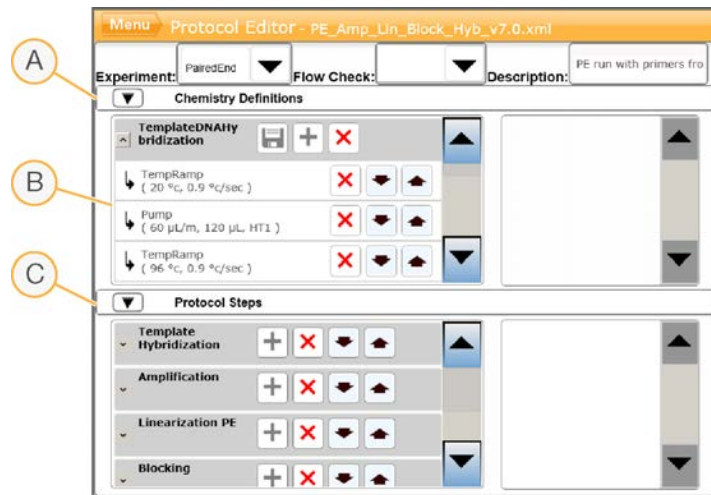 Menu Protocol Editor - PE_Amp_Lin_Block_Hyb_v7.0.xml
A
Experiment: PairedEnd Flow Check: Description: PE run with primers fro
Chemistry Definitions
TemplateDNAHy
bridization
B
TempRamp
( 20 °c, 0.9 °c/sec )
Pump
( 60 µL/m, 120 µL, HT1 )
TempRamp
( 96 °c, 0.9 °c/sec )
C
Protocol Steps
Template
Hybridization
Amplification
Linearization PE
Blocking